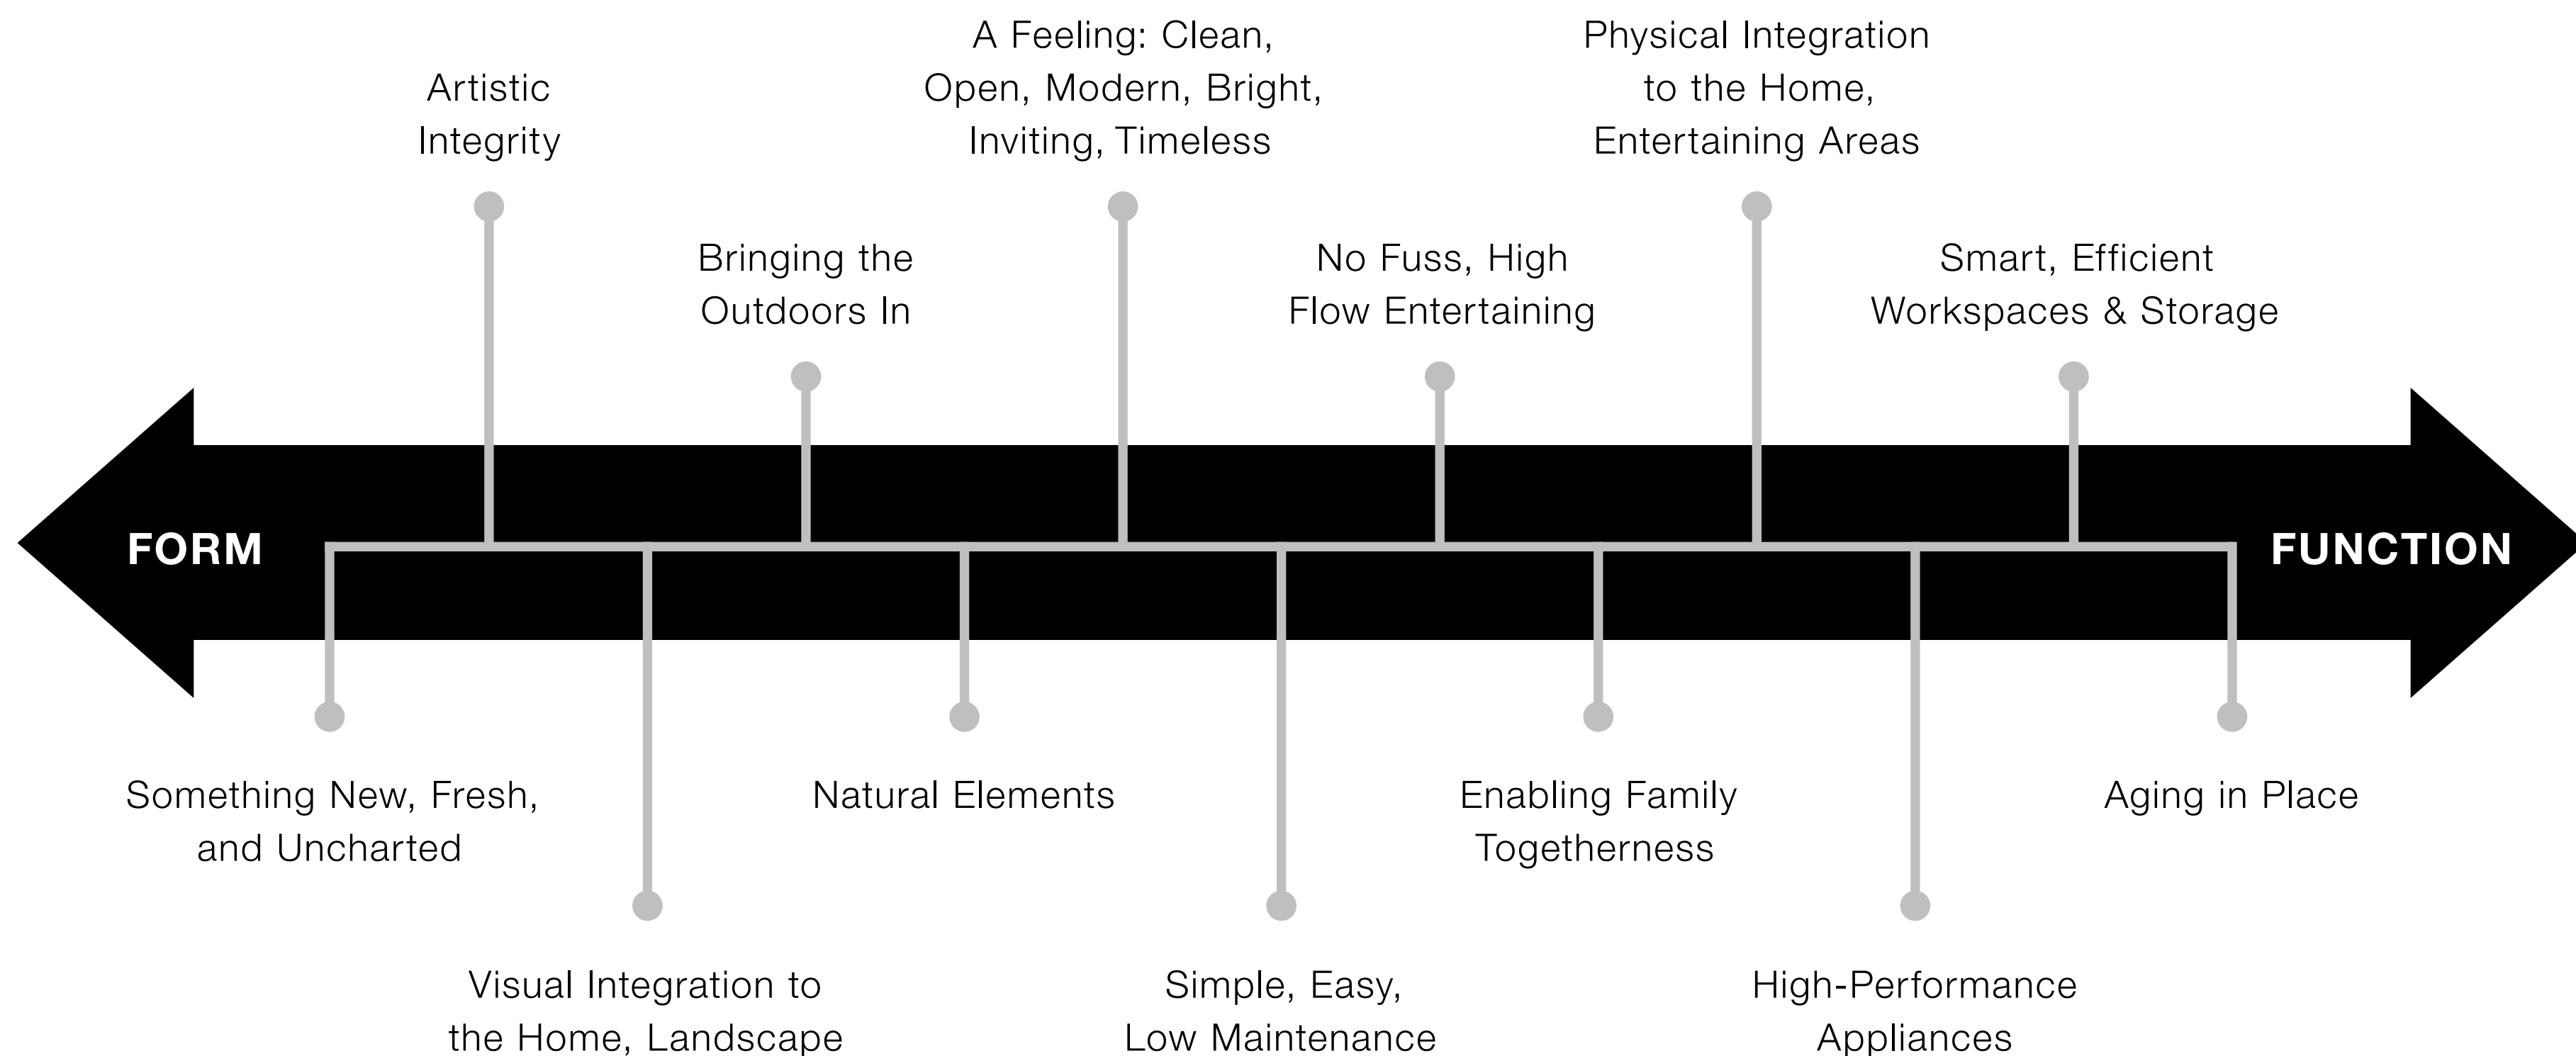 Artistic
Integrity
A Feeling: Clean,
Open, Modern, Bright,
Inviting, Timeless
Physical Integration
to the Home,
Entertaining Areas
Bringing the
Outdoors In
No Fuss, High
Flow Entertaining
Smart, Efficient
Workspaces & Storage
FORM
FUNCTION
Something New, Fresh,
and Uncharted
Natural Elements
Enabling Family
Togetherness
Aging in Place
Visual Integration to
the Home, Landscape
Simple, Easy,
Low Maintenance
High-Performance
Appliances